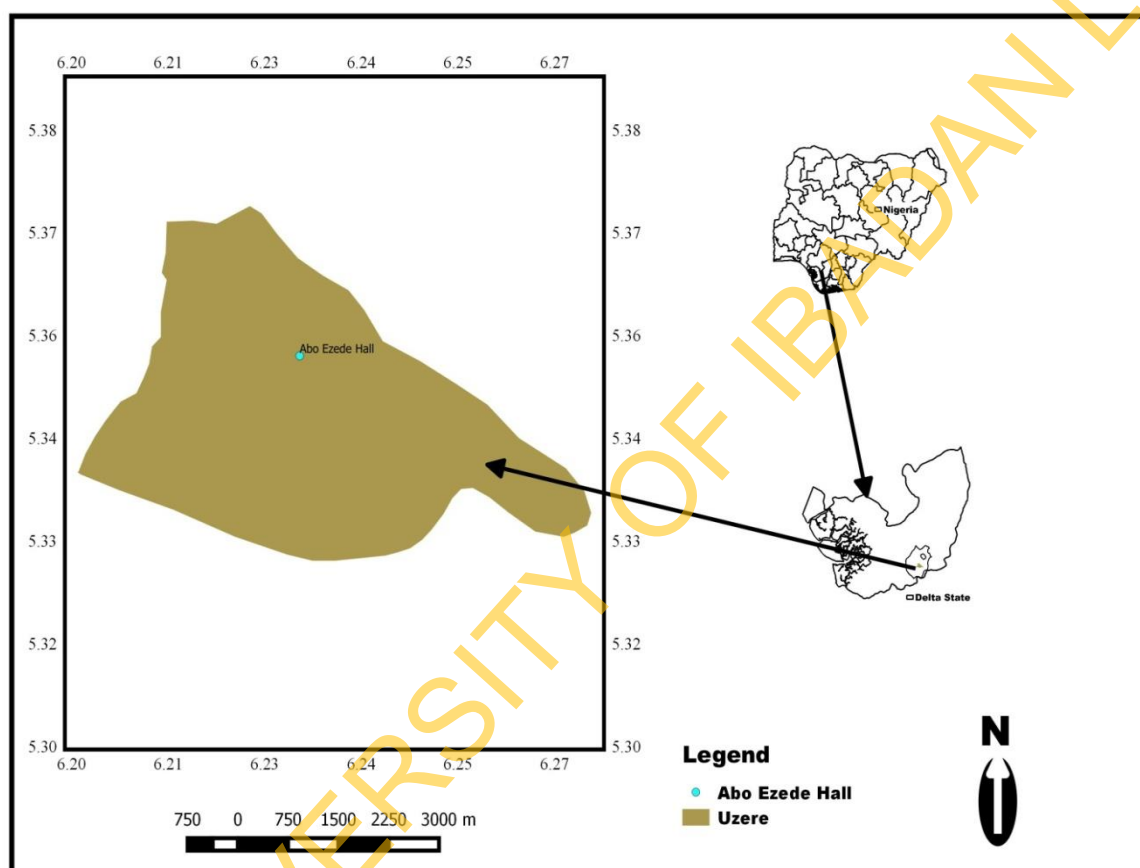 6.20 6.21 6.23 6.24 6.25 6.27
5.38 5.38
5.37 5.37
5.36 5.36
5.34 5.34
5.33 5.33
5.32 5.32
5.30 5.30
6.20 6.21 6.23 6.24 6.25 6.27
Abo Ezede Hall
750 0 750 1500 2250 3000 m
Nigeria
Delta State
Legend
Abo Ezede Hall
Uzere
N
VERSITY OF IBADAN L